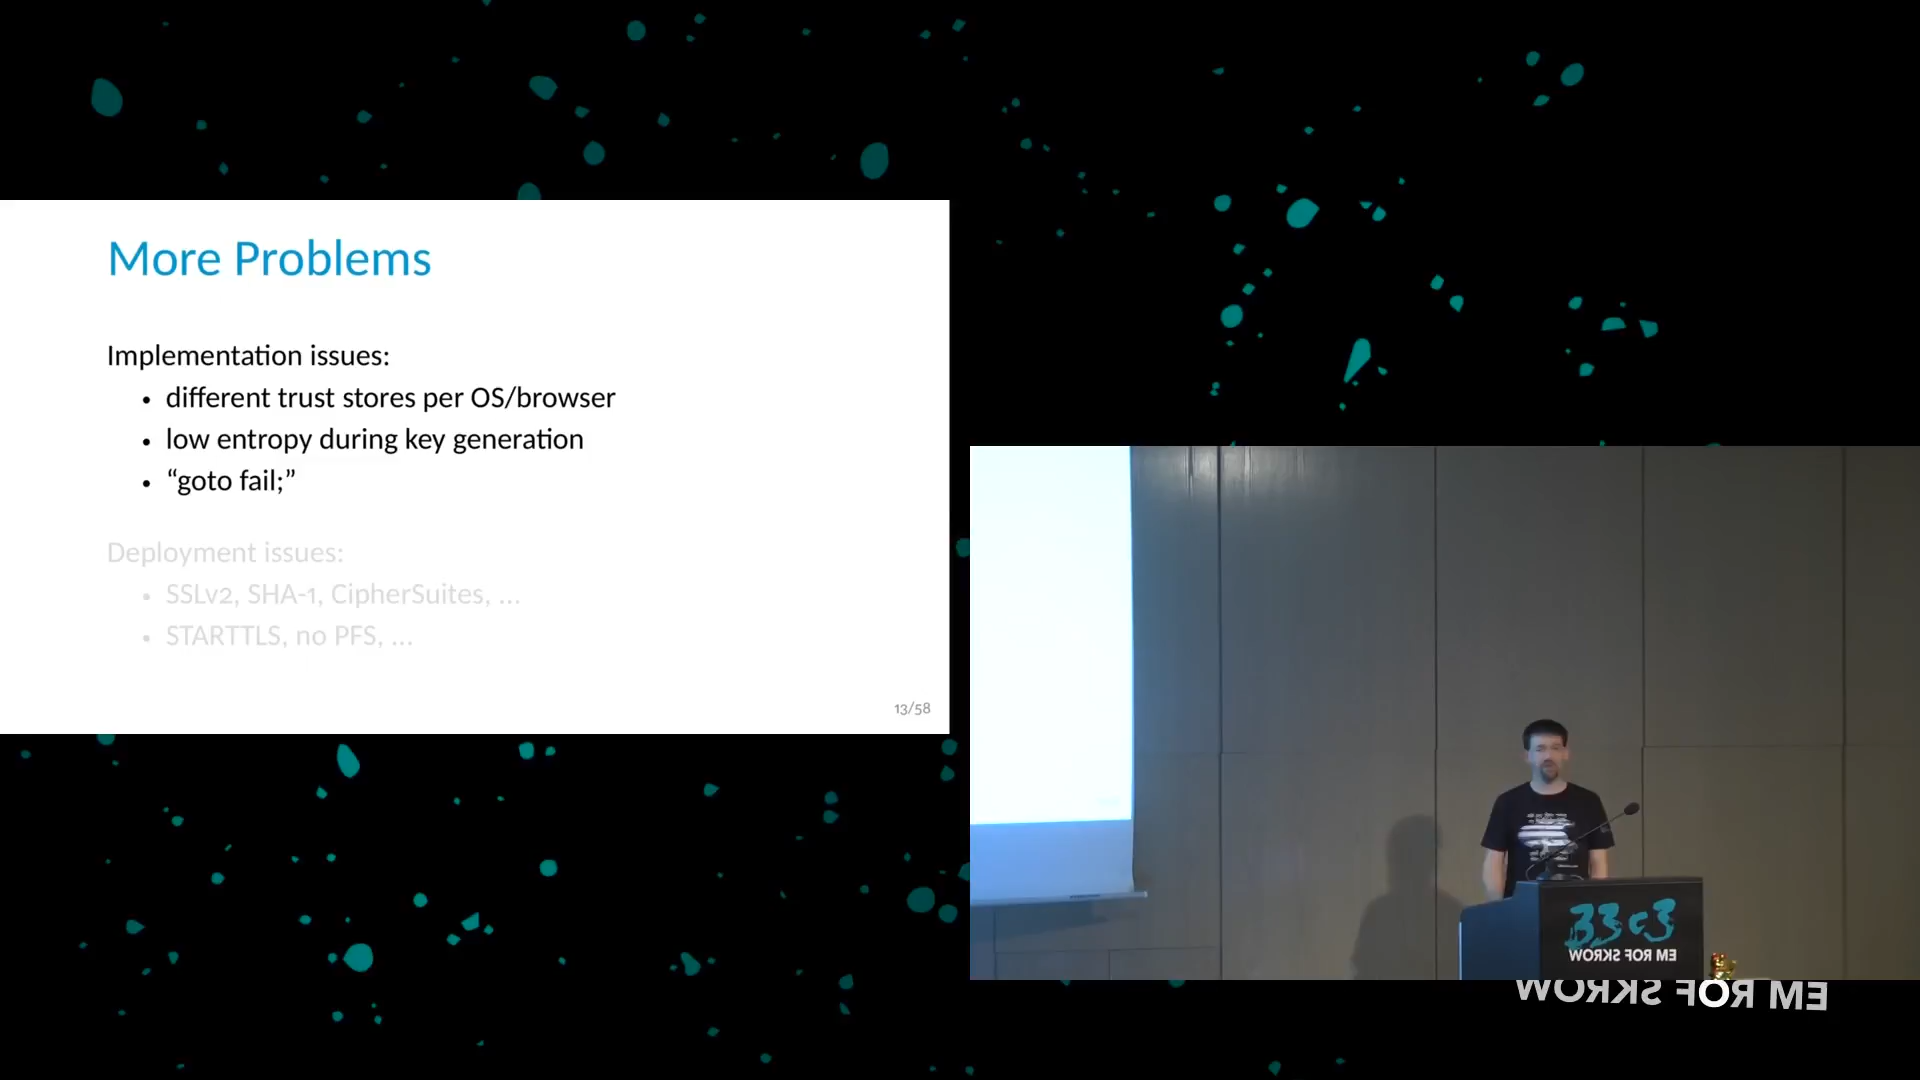 More Problems
Implementation issues:
• different trust stores per OS/browser
• low entropy during key generation
• “goto fail;”
Deployment issues:
• SSLv2, SHA-1, CipherSuites, ...
• STARTTLS, no PFS, ...
13/58
33c3
WORKS FOR ME
WORKS FOR ME